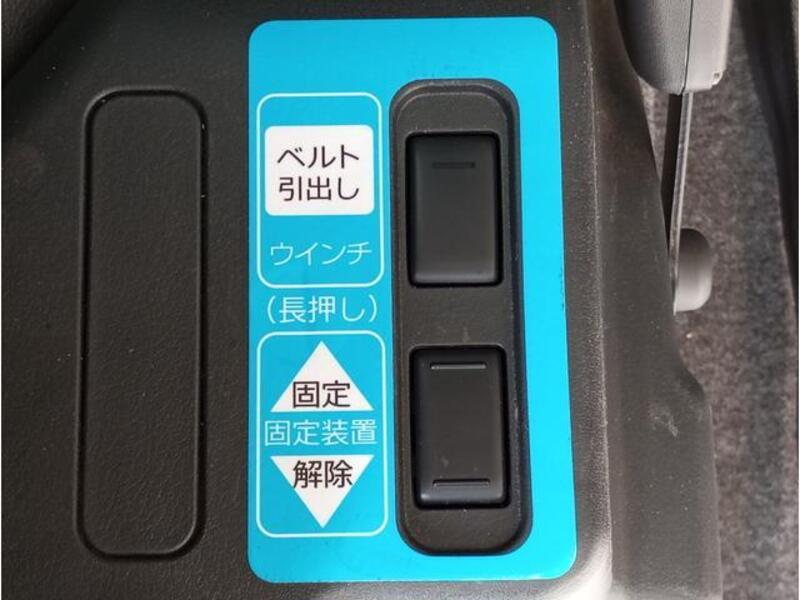 ベルト
引出し
ウインチ
（長押し）
固定
固定装置
解除